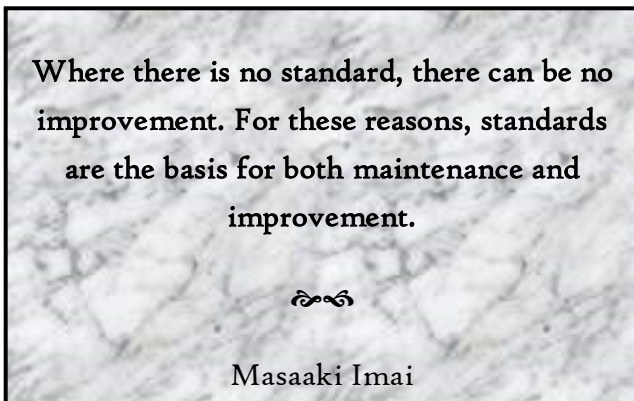 Where there is no standard, there can be no
improvement. For these reasons, standards
are the basis for both maintenance and
improvement.
Masaaki Imai